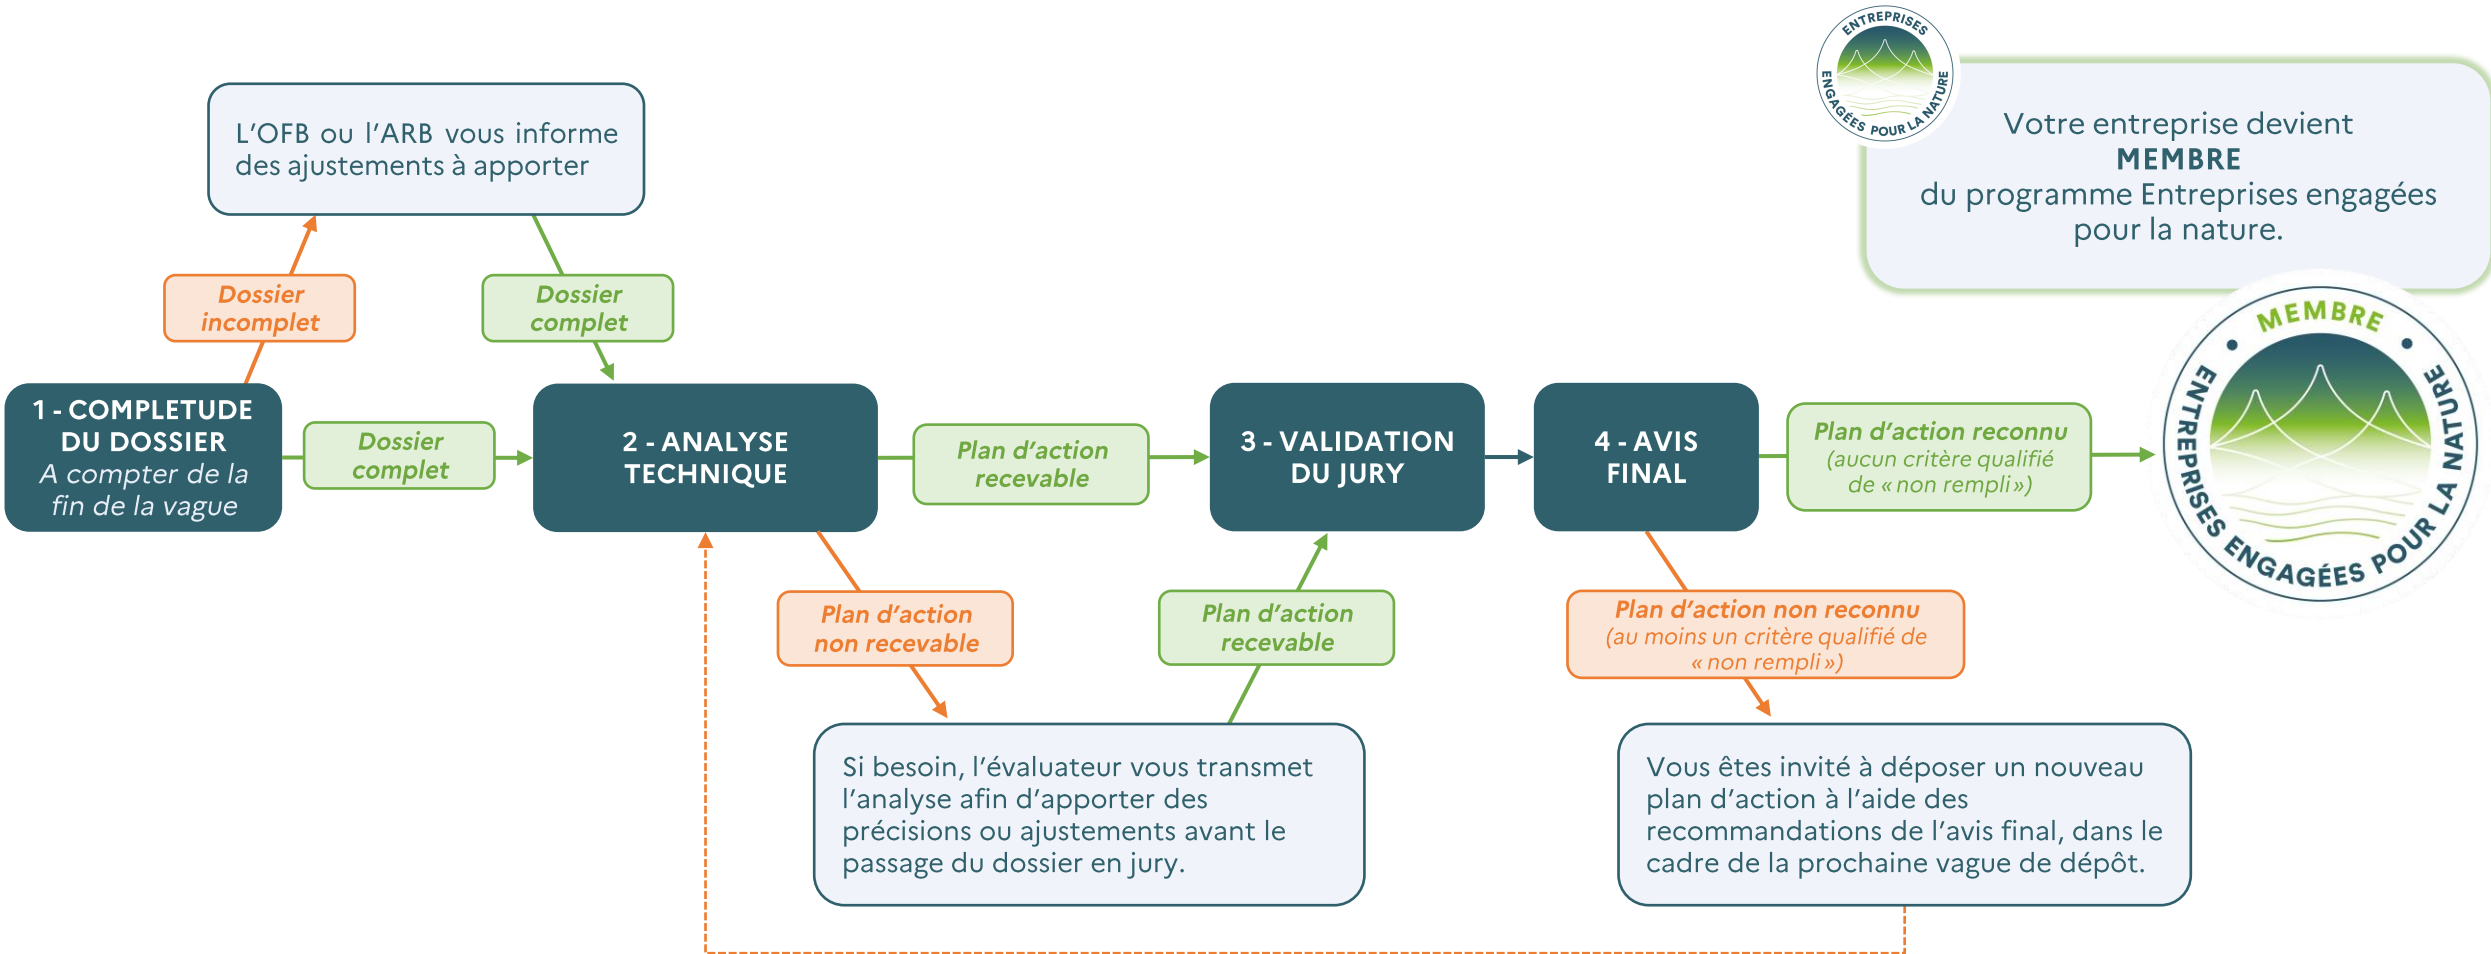 ENTREPRISES
ENGAGÉES POUR LA NATURE
Votre entreprise devient
MEMBRE
du programme Entreprises engagées
pour la nature.
L'OFB ou l'ARB vous informe
des ajustements à apporter
Dossier
incomplet
Dossier
complet
1 - COMPLETUDE
DU DOSSIER
A compter de la
fin de la vague
Dossier
complet
2 - ANALYSE
TECHNIQUE
Plan d'action
recevable
3 - VALIDATION
DU JURY
4 - AVIS
FINAL
Plan d'action reconnu
(aucun critère qualifié
de « non rempli »)
MEMBRE
ENTREPRISES ENGAGÉES POUR LA NATURE
Plan d'action
non recevable
Plan d'action
recevable
Plan d'action non reconnu
(au moins un critère qualifié de
« non rempli »)
Si besoin, l'évaluateur vous transmet
l'analyse afin d'apporter des
précisions ou ajustements avant le
passage du dossier en jury.
Vous êtes invité à déposer un nouveau
plan d'action à l'aide des
recommandations de l'avis final, dans le
cadre de la prochaine vague de dépôt.